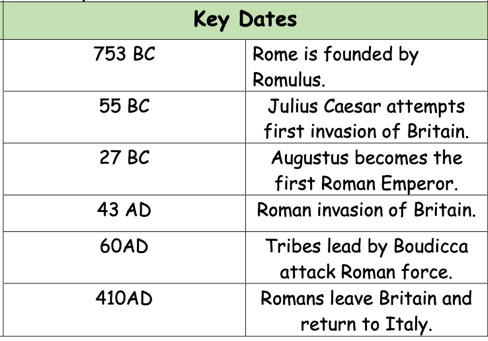 Key Dates
753 BC
Rome is founded by
Romulus.
55 BC
Julius Caesar attempts
first invasion of Britain.
27 BC
Augustus becomes the
first Roman Emperor.
43 AD
Roman invasion of Britain.
60AD
Tribes lead by Boudicca
attack Roman force.
410AD
Romans leave Britain and
return to Italy.